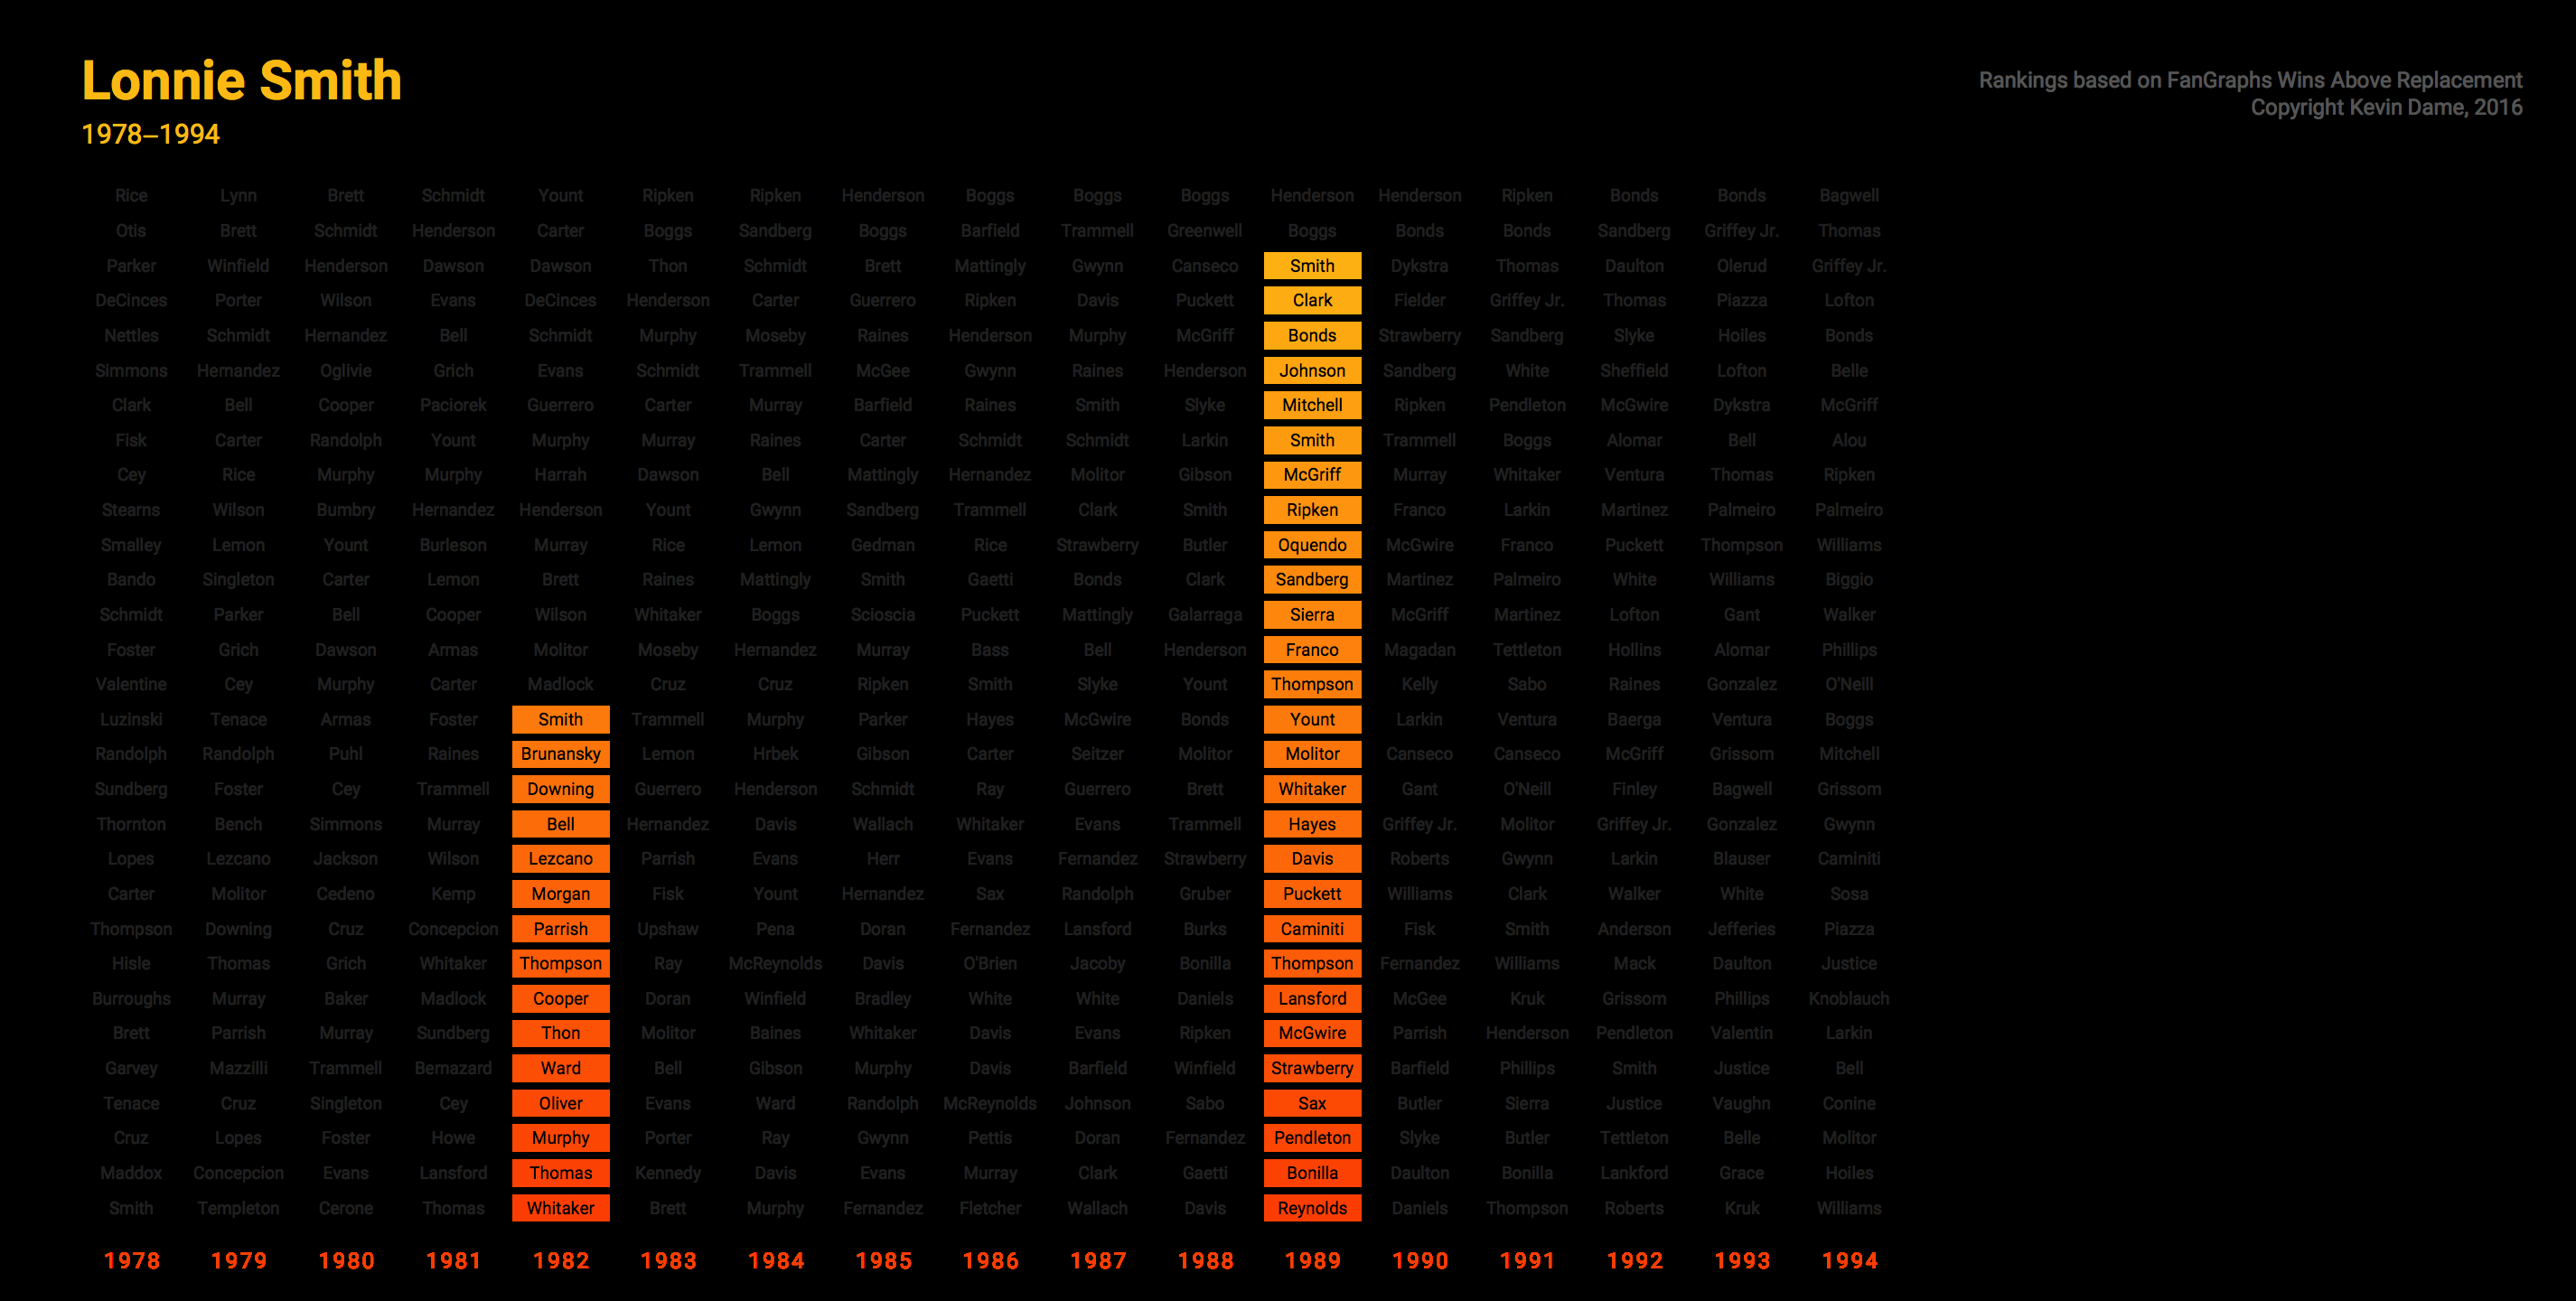 Lonnie Smith
1978–1994
Rankings based on FanGraphs Wins Above Replacement
Copyright Kevin Dame, 2016
Rice Lynn Brett Schmidt Yount Ripken Ripken Henderson Boggs Boggs Boggs Henderson Henderson Ripken Bonds Bonds Bagwell
Otis Brett Schmidt Henderson Carter Boggs Sandberg Boggs Barfield Trammell Greenwell Boggs Bonds Bonds Sandberg Griffey Jr. Thomas
Parker Winfield Henderson Dawson Dawson Thon Schmidt Brett Mattingly Gwynn Canseco Smith Dykstra Thomas Daulton Olerud Griffey Jr.
DeCinces Porter Wilson Evans DeCinces Henderson Carter Guerrero Ripken Davis Puckett Clark Fielder Griffey Jr. Thomas Piazza Lofton
Nettles Schmidt Hernandez Bell Schmidt Murphy Moseby Raines Henderson Murphy McGriff Bonds Strawberry Sandberg Slyke Hoiles Bonds
Simmons Hernandez Oglivie Grich Evans Schmidt Trammell McGee Gwynn Raines Henderson Johnson Sandberg White Sheffield Lofton Belle
Clark Bell Cooper Paciorek Guerrero Carter Murray Barfield Raines Smith Slyke Mitchell Ripken Pendleton McGwire Dykstra McGriff
Fisk Carter Randolph Yount Murphy Murray Raines Carter Schmidt Schmidt Larkin Smith Trammell Boggs Alomar Bell Alou
Cey Rice Murphy Murphy Harrah Dawson Bell Mattingly Hernandez Molitor Gibson McGriff Murray Whitaker Ventura Thomas Ripken
Stearns Wilson Bumbry Hernandez Henderson Yount Gwynn Sandberg Trammell Clark Smith Ripken Franco Larkin Martinez Palmeiro Palmeiro
Smalley Lemon Yount Burleson Murray Rice Lemon Gedman Rice Strawberry Butler Oquendo McGwire Franco Puckett Thompson Williams
Bando Singleton Carter Lemon Brett Raines Mattingly Smith Gaetti Bonds Clark Sandberg Martinez Palmeiro White Williams Biggio
Schmidt Parker Bell Cooper Wilson Whitaker Boggs Scioscia Puckett Mattingly Galarraga Sierra McGriff Martinez Lofton Gant Walker
Foster Grich Dawson Armas Molitor Moseby Hernandez Murray Bass Bell Henderson Franco Magadan Tettleton Hollins Alomar Phillips
Valentine Cey Murphy Carter Madlock Cruz Cruz Ripken Smith Slyke Yount Thompson Kelly Sabo Raines Gonzalez O'Neill
Luzinski Tenace Armas Foster Smith Trammell Murphy Parker Hayes McGwire Bonds Yount Larkin Ventura Baerga Ventura Boggs
Randolph Randolph Puhl Raines Brunansky Lemon Hrbek Gibson Carter Seitzer Molitor Molitor Canseco Canseco McGriff Grissom Mitchell
Sundberg Foster Cey Trammell Downing Guerrero Henderson Schmidt Ray Guerrero Brett Whitaker Gant O'Neill Finley Bagwell Grissom
Thornton Bench Simmons Murray Bell Hernandez Davis Wallach Whitaker Evans Trammell Hayes Griffey Jr. Molitor Griffey Jr. Gonzalez Gwynn
Lopes Lezcano Jackson Wilson Lezcano Parrish Evans Herr Evans Fernandez Strawberry Davis Roberts Gwynn Larkin Blauser Caminiti
Carter Molitor Cedeno Kemp Morgan Fisk Yount Hernandez Sax Randolph Gruber Puckett Williams Clark Walker White Sosa
Thompson Downing Cruz Concepcion Parrish Upshaw Pena Doran Fernandez Lansford Burks Caminiti Fisk Smith Anderson Jefferies Piazza
Hisle Thomas Grich Whitaker Thompson Ray McReynolds Davis O'Brien Jacoby Bonilla Thompson Fernandez Williams Mack Daulton Justice
Burroughs Murray Baker Madlock Cooper Doran Winfield Bradley White White Daniels Lansford McGee Kruk Grissom Phillips Knoblauch
Brett Parrish Murray Sundberg Thon Molitor Baines Whitaker Davis Evans Ripken McGwire Parrish Henderson Pendleton Valentin Larkin
Garvey Mazzilli Trammell Bernazard Ward Bell Gibson Murphy Davis Barfield Winfield Strawberry Barfield Phillips Smith Justice Bell
Tenace Cruz Singleton Cey Oliver Evans Ward Randolph McReynolds Johnson Sabo Sax Butler Sierra Justice Vaughn Conine
Cruz Lopes Foster Howe Murphy Porter Ray Gwynn Pettis Doran Fernandez Pendleton Slyke Butler Tettleton Belle Molitor
Maddox Concepcion Evans Lansford Thomas Kennedy Davis Evans Murray Clark Gaetti Bonilla Daulton Bonilla Lankford Grace Hoiles
Smith Templeton Cerone Thomas Whitaker Brett Murphy Fernandez Fletcher Wallach Davis Reynolds Daniels Thompson Roberts Kruk Williams
1978 1979 1980 1981 1982 1983 1984 1985 1986 1987 1988 1989 1990 1991 1992 1993 1994